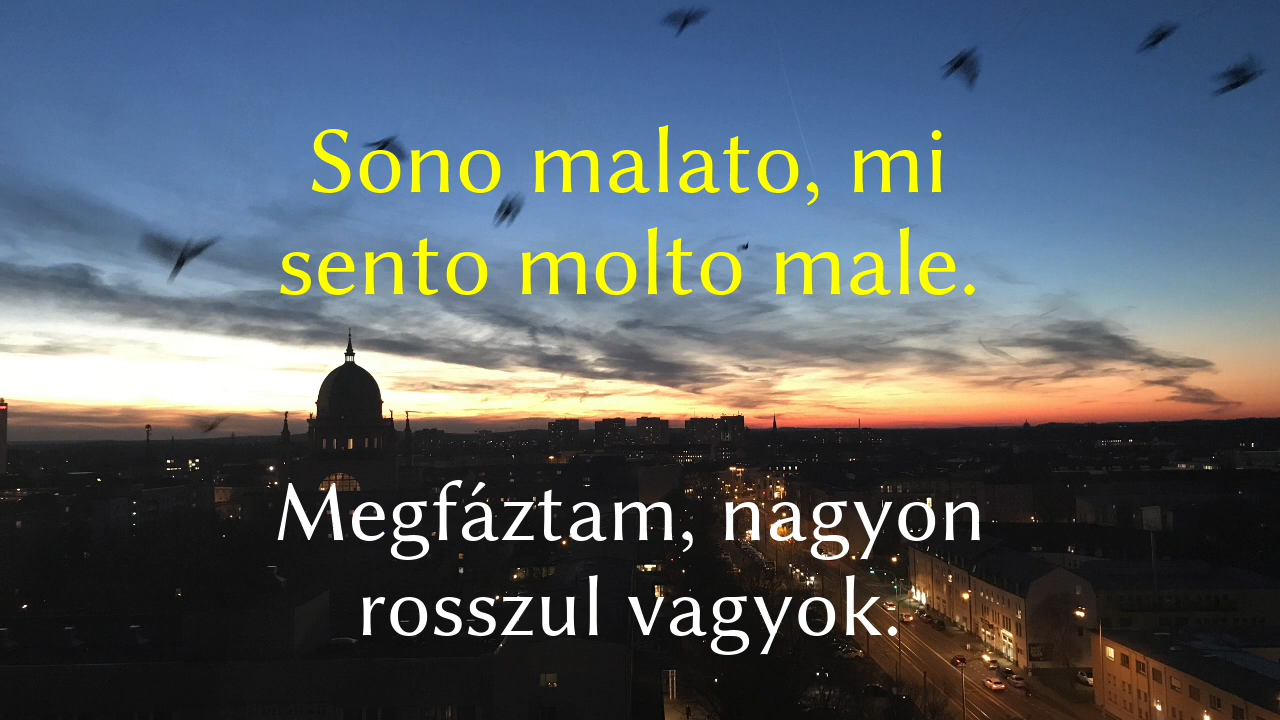 Sono malato, mi
sento molto male.
Megfáztam, nagyon
rosszul vagyok.